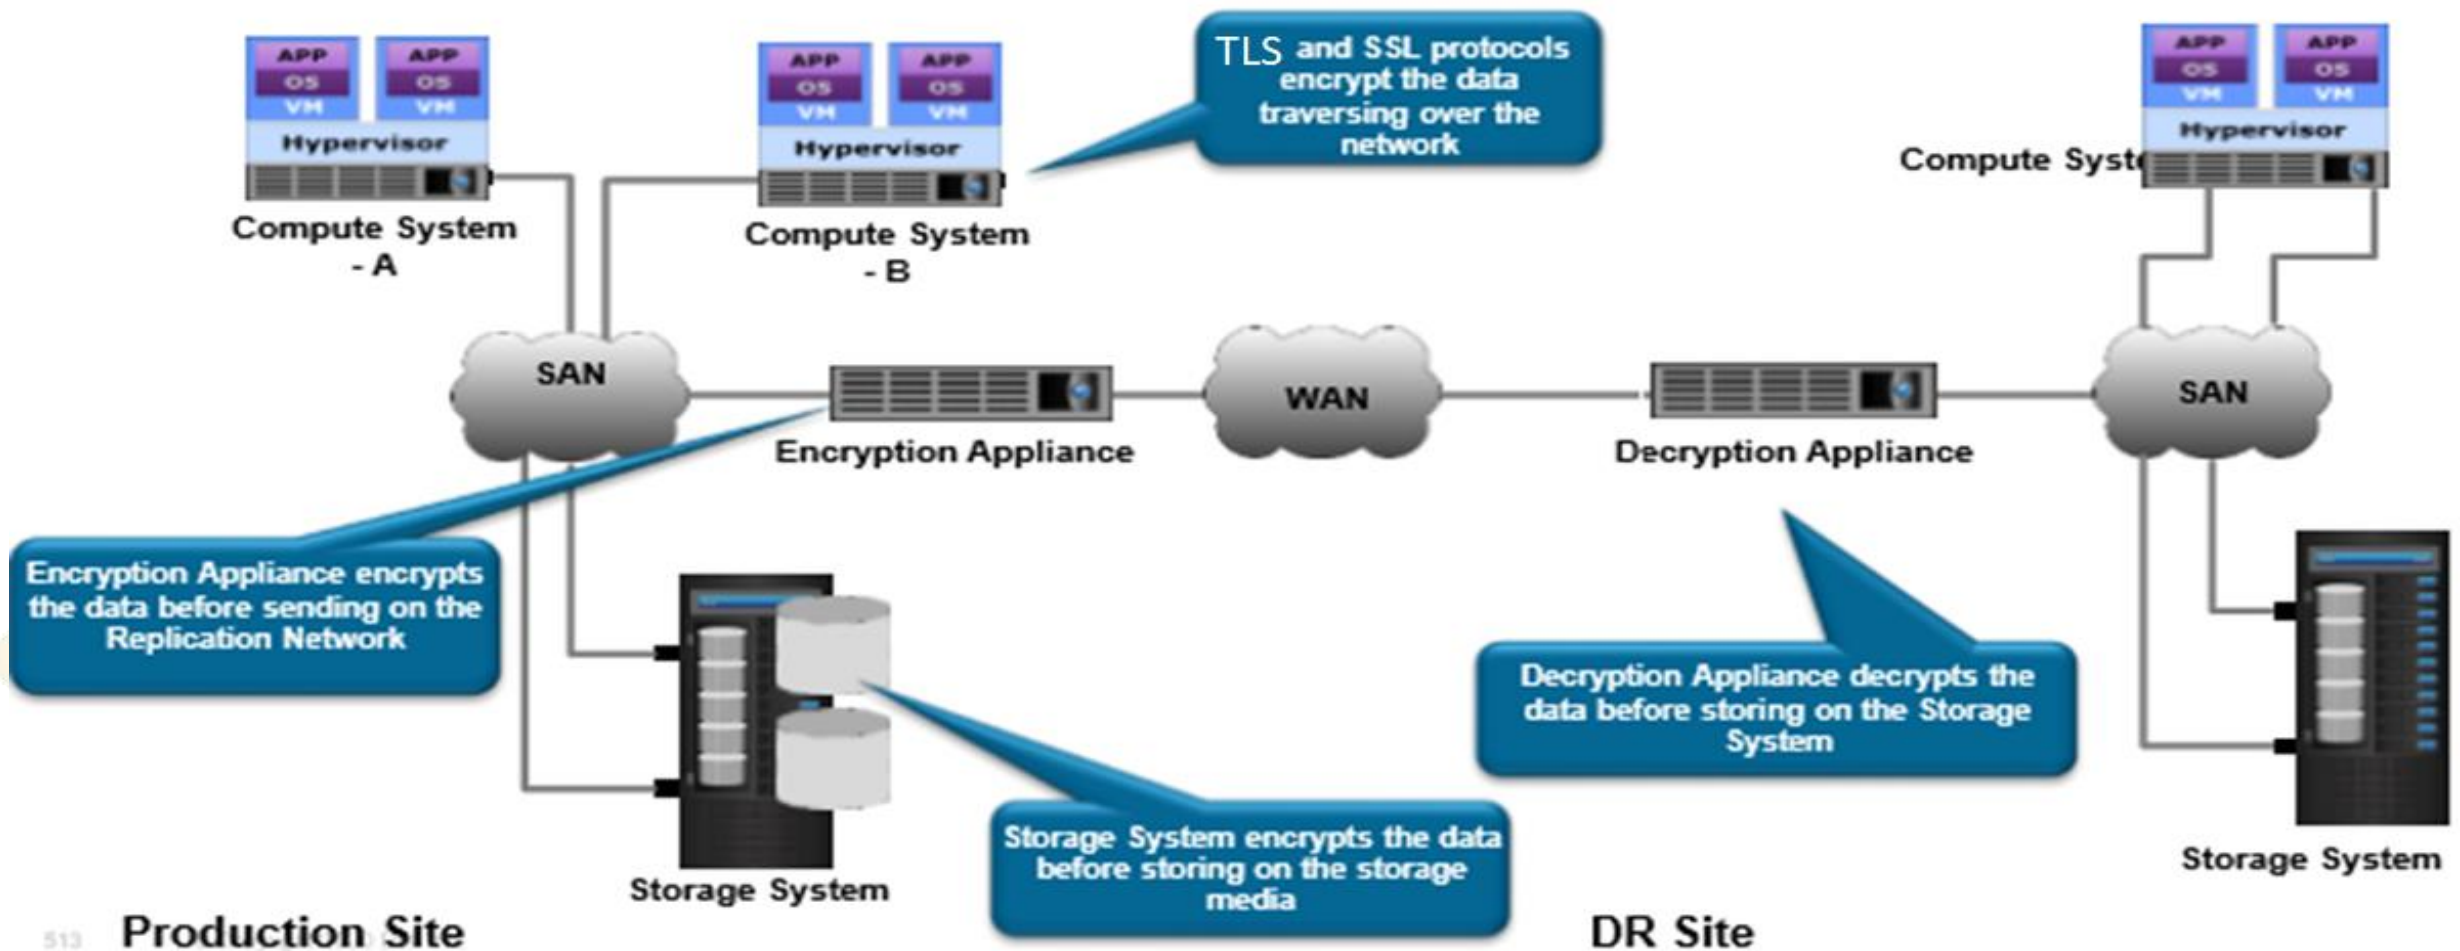 APP
OS
VM
APP
OS
VM
Hypervisor
Compute System
- A
APP
OS
VM
APP
OS
VM
Hypervisor
Compute System
- B
TLS and SSL protocols
encrypt the data
traversing over the
network
APP
OS
VM
APP
OS
VM
Hypervisor
Compute Syst
SAN
Encryption Appliance
WAN
Decryption Appliance
SAN
Encryption Appliance encrypts
the data before sending on the
Replication Network
Storage System
Storage System encrypts the data
before storing on the storage
media
Decryption Appliance decrypts the
data before storing on the Storage
System
Storage System
513
Production Site
DR Site